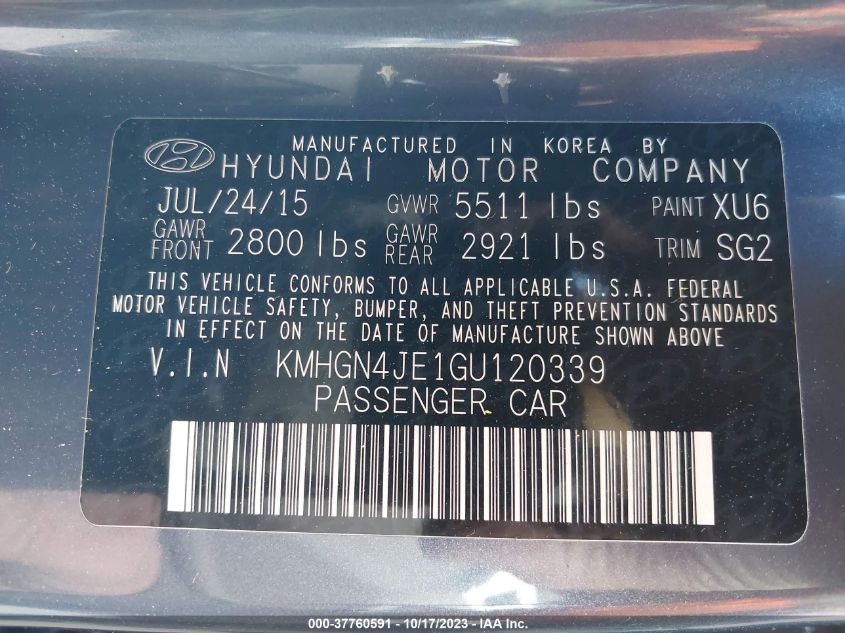 MANUFACTURED IN KOREA BY
HYUNDAI MOTOR COMPANY
JUL/24/15 GVWR 5511 lbs PAINT XU6
GAWR FRONT 2800 lbs GAWR REAR 2921 lbs TRIM SG2
THIS VEHICLE CONFORMS TO ALL APPLICABLE U.S.A. FEDERAL
MOTOR VEHICLE SAFETY, BUMPER, AND THEFT PREVENTION STANDARDS
IN EFFECT ON THE DATE OF MANUFACTURE SHOWN ABOVE
V.I.N KMHGN4JE1GU120339
PASSENGER CAR
000-37760591 - 10/17/2023 - IAA Inc.